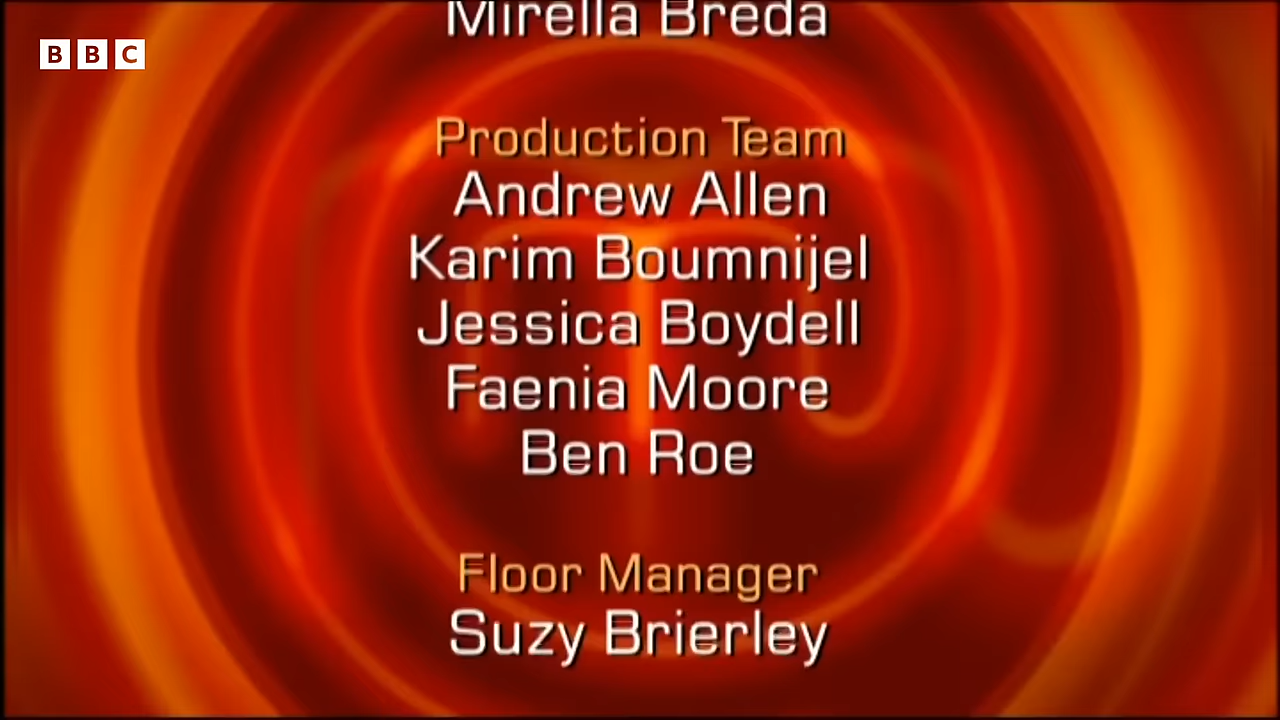 BBC
Mirella Breda
Production Team
Andrew Allen
Karim Boumnijel
Jessica Boydell
Faenia Moore
Ben Roe
Floor Manager
Suzy Brierley